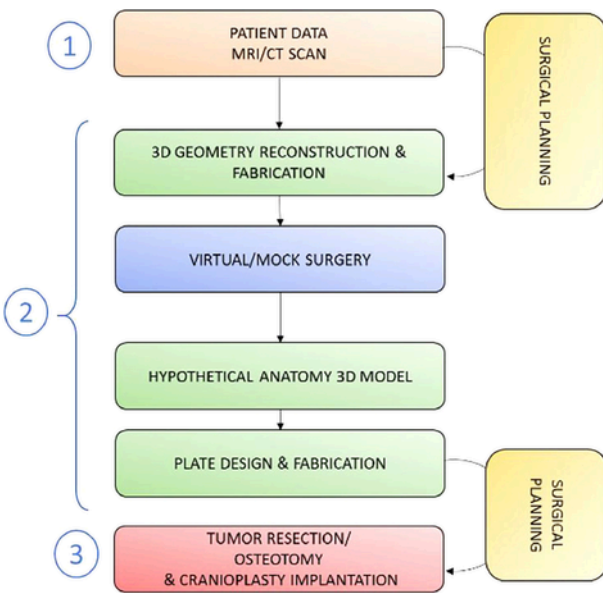 1
PATIENT DATA
MRI/CT SCAN
SURGICAL PLANNING
3D GEOMETRY RECONSTRUCTION &
FABRICATION
2
VIRTUAL/MOCK SURGERY
HYPOTHETICAL ANATOMY 3D MODEL
PLATE DESIGN & FABRICATION
SURGICAL
PLANNING
3
TUMOR RESECTION/
OSTEOTOMY
& CRANIOPLASTY IMPLANTATION